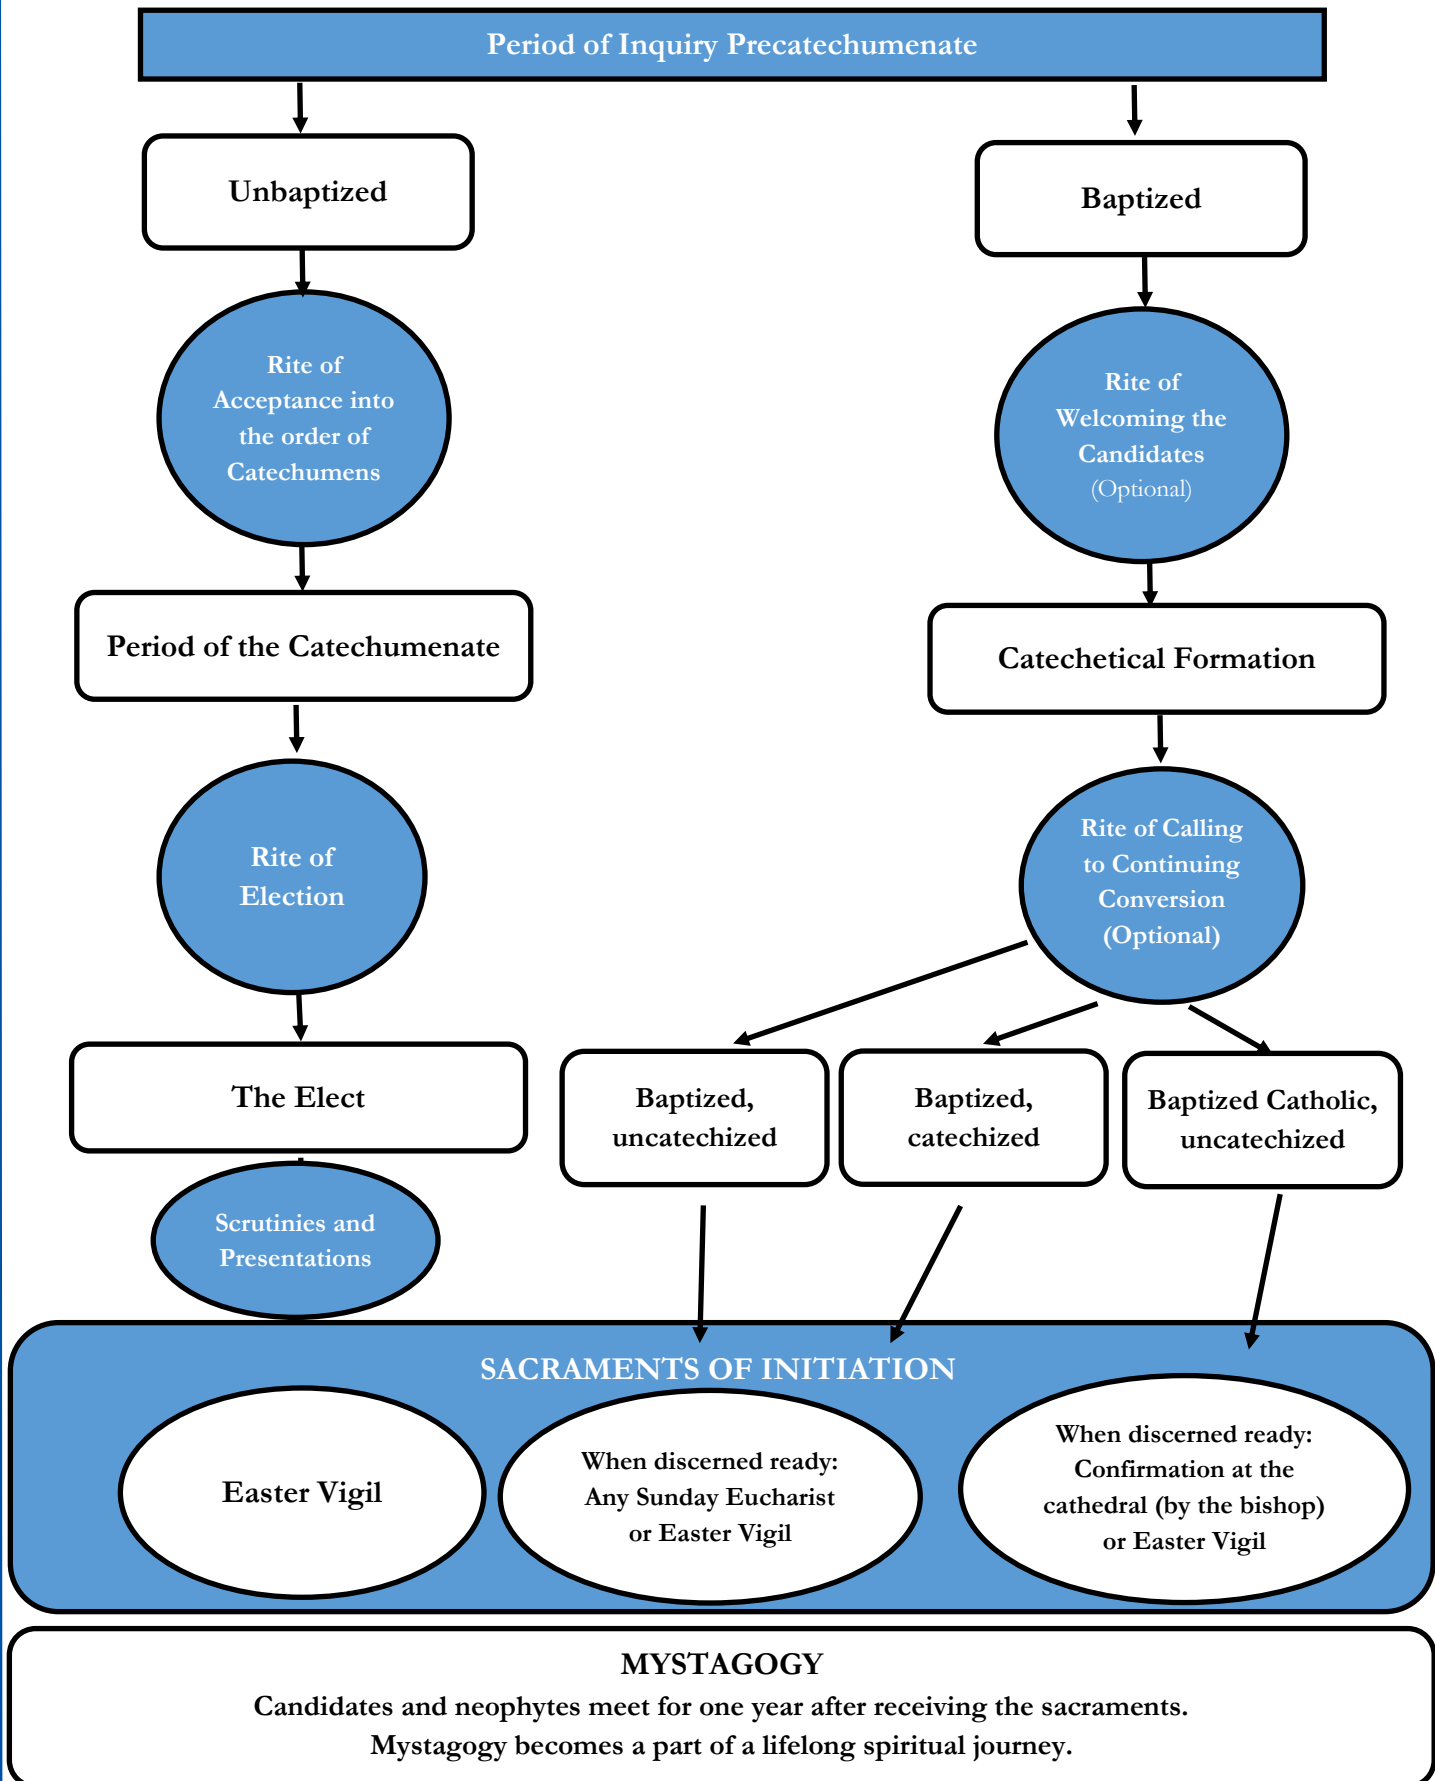 Period of Inquiry Precatechumenate
Unbaptized
Baptized
Rite of
Acceptance into
the order of
Catechumens
Rite of
Welcoming the
Candidates
(Optional)
Period of the Catechumenate
Catechetical Formation
Rite of
Election
Rite of Calling
to Continuing
Conversion
(Optional)
The Elect
Baptized,
uncatechized
Baptized,
catechized
Baptized Catholic,
uncatechized
Scrutinies and
Presentations
SACRAMENTS OF INITIATION
Easter Vigil
When discerned ready:
Any Sunday Eucharist
or Easter Vigil
When discerned ready:
Confirmation at the
cathedral (by the bishop)
or Easter Vigil
MYSTAGOGY
Candidates and neophytes meet for one year after receiving the sacraments.
Mystagogy becomes a part of a lifelong spiritual journey.